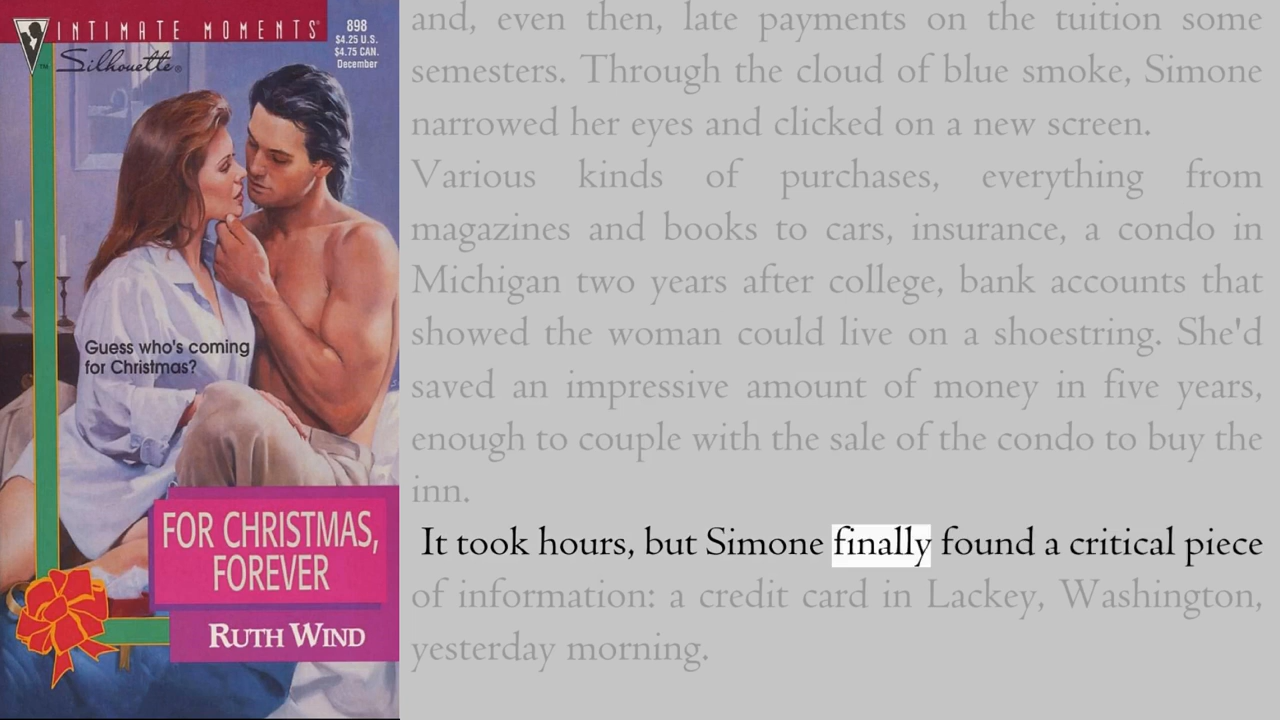 INTIMATE MOMENTS®
Silhouette®
TM
898
$4.25 U.S.
$4.75 CAN.
December
Guess who's coming
for Christmas?
FOR CHRISTMAS,
FOREVER
RUTH WIND
and, even then, late payments on the tuition some
semesters. Through the cloud of blue smoke, Simone
narrowed her eyes and clicked on a new screen.
Various kinds of purchases, everything from
magazines and books to cars, insurance, a condo in
Michigan two years after college, bank accounts that
showed the woman could live on a shoestring. She'd
saved an impressive amount of money in five years,
enough to couple with the sale of the condo to buy the
inn.
It took hours, but Simone finally found a critical piece
of information: a credit card in Lackey, Washington,
yesterday morning.